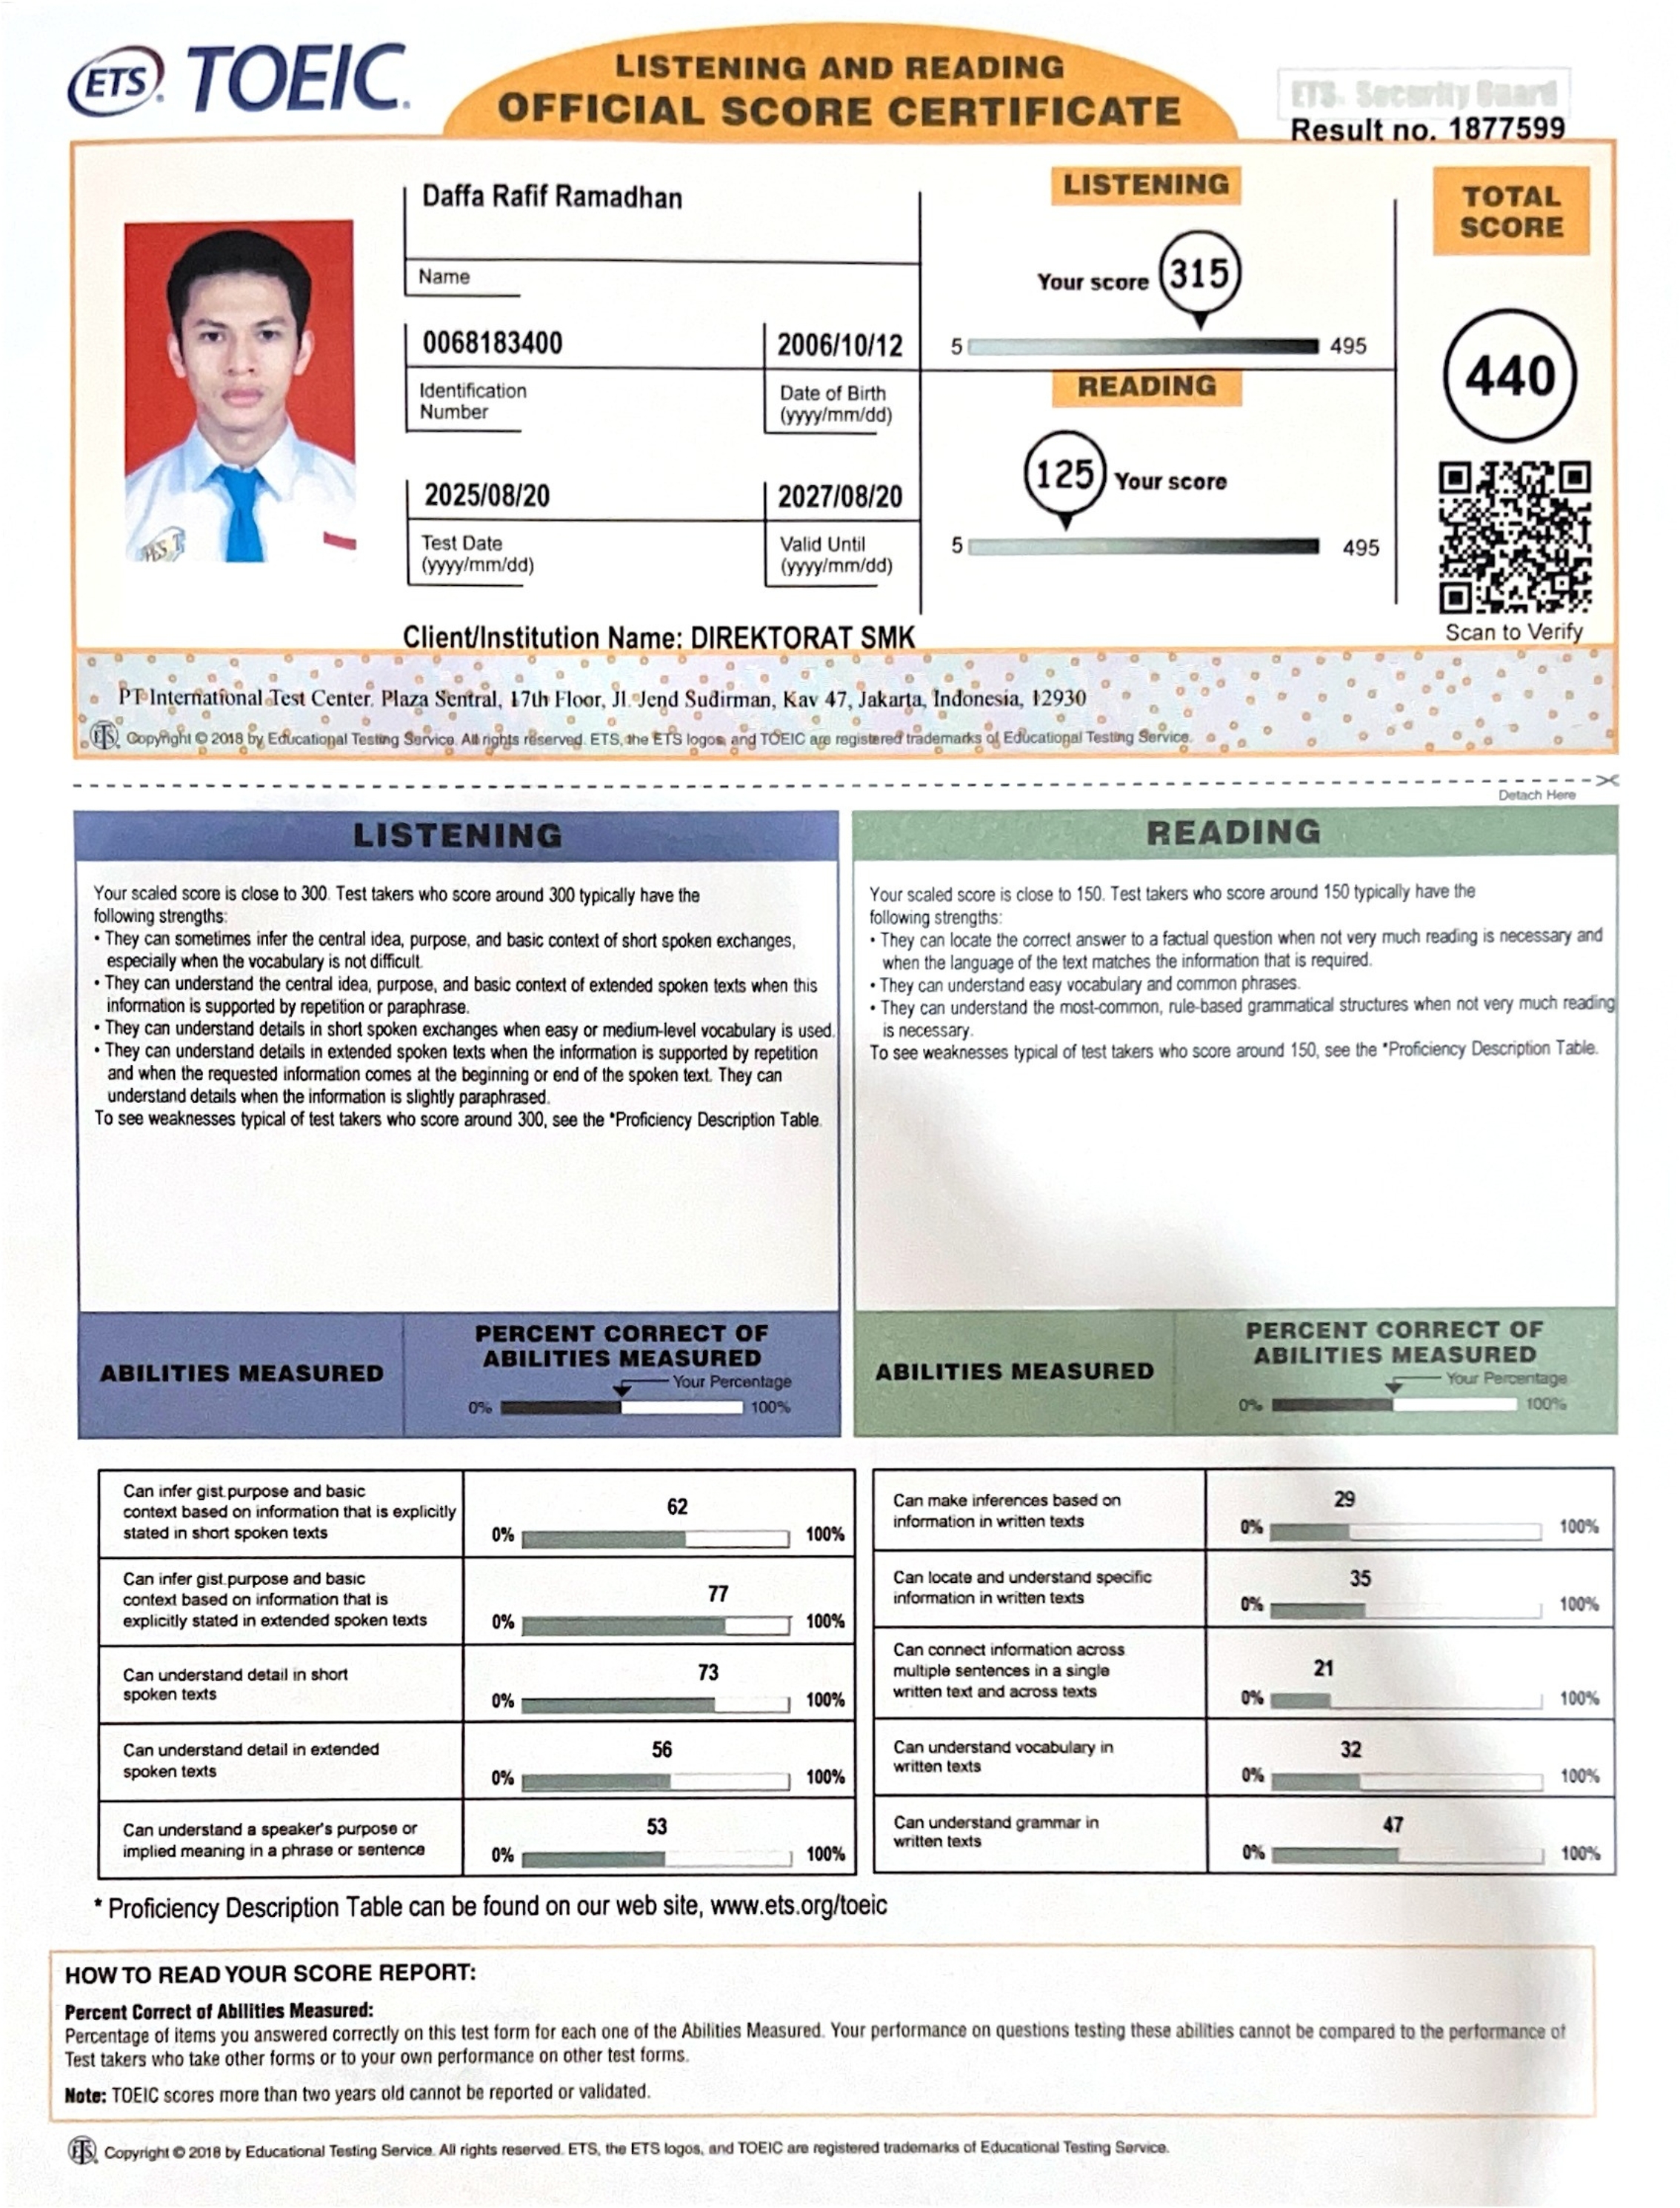 ETS® TOEIC®
LISTENING AND READING
OFFICIAL SCORE CERTIFICATE
ETS® Security Guard
Result no. 1877599
Daffa Rafif Ramadhan
Name
0068183400
2006/10/12
Identification
Number
Date of Birth
(yyyy/mm/dd)
2025/08/20
2027/08/20
Test Date
(yyyy/mm/dd)
Valid Until
(yyyy/mm/dd)
LISTENING
Your score 315
5 495
READING
125 Your score
5 495
TOTAL
SCORE
440
Scan to Verify
Client/Institution Name: DIREKTORAT SMK
PT International Test Center. Plaza Sentral, 17th Floor, Jl. Jend Sudirman, Kav 47, Jakarta, Indonesia, 12930
ETS® Copyright © 2018 by Educational Testing Service. All rights reserved. ETS, the ETS logos, and TOEIC are registered trademarks of Educational Testing Service.
Detach Here
LISTENING
Your scaled score is close to 300. Test takers who score around 300 typically have the
following strengths:
• They can sometimes infer the central idea, purpose, and basic context of short spoken exchanges,
especially when the vocabulary is not difficult.
• They can understand the central idea, purpose, and basic context of extended spoken texts when this
information is supported by repetition or paraphrase.
• They can understand details in short spoken exchanges when easy or medium-level vocabulary is used.
• They can understand details in extended spoken texts when the information is supported by repetition
and when the requested information comes at the beginning or end of the spoken text. They can
understand details when the information is slightly paraphrased.
To see weaknesses typical of test takers who score around 300, see the *Proficiency Description Table.
ABILITIES MEASURED
PERCENT CORRECT OF
ABILITIES MEASURED
Your Percentage
0% 100%
READING
Your scaled score is close to 150. Test takers who score around 150 typically have the
following strengths:
• They can locate the correct answer to a factual question when not very much reading is necessary and
when the language of the text matches the information that is required.
• They can understand easy vocabulary and common phrases.
• They can understand the most-common, rule-based grammatical structures when not very much reading
is necessary.
To see weaknesses typical of test takers who score around 150, see the *Proficiency Description Table.
ABILITIES MEASURED
PERCENT CORRECT OF
ABILITIES MEASURED
Your Percentage
0% 100%
Can infer gist.purpose and basic
context based on information that is explicitly
stated in short spoken texts
62
0% 100%
Can infer gist.purpose and basic
context based on information that is
explicitly stated in extended spoken texts
77
0% 100%
Can understand detail in short
spoken texts
73
0% 100%
Can understand detail in extended
spoken texts
56
0% 100%
Can understand a speaker's purpose or
implied meaning in a phrase or sentence
53
0% 100%
Can make inferences based on
information in written texts
29
0% 100%
Can locate and understand specific
information in written texts
35
0% 100%
Can connect information across
multiple sentences in a single
written text and across texts
21
0% 100%
Can understand vocabulary in
written texts
32
0% 100%
Can understand grammar in
written texts
47
0% 100%
* Proficiency Description Table can be found on our web site, www.ets.org/toeic
HOW TO READ YOUR SCORE REPORT:
Percent Correct of Abilities Measured:
Percentage of items you answered correctly on this test form for each one of the Abilities Measured. Your performance on questions testing these abilities cannot be compared to the performance of
Test takers who take other forms or to your own performance on other test forms.
Note: TOEIC scores more than two years old cannot be reported or validated.
ETS® Copyright © 2018 by Educational Testing Service. All rights reserved. ETS, the ETS logos, and TOEIC are registered trademarks of Educational Testing Service.